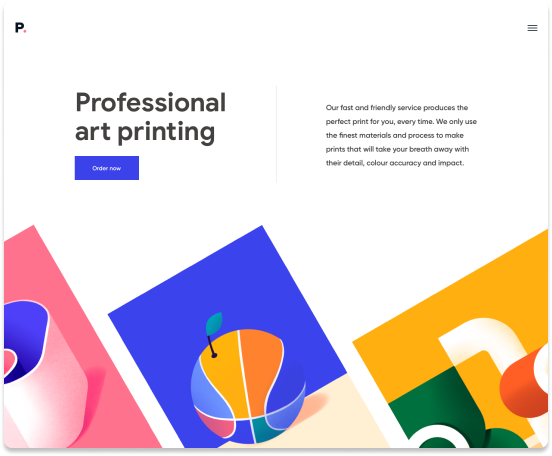 P.
Professional
art printing
Order now
Our fast and friendly service produces the
perfect print for you, every time. We only use
the finest materials and process to make
prints that will take your breath away with
their detail, colour accuracy and impact.